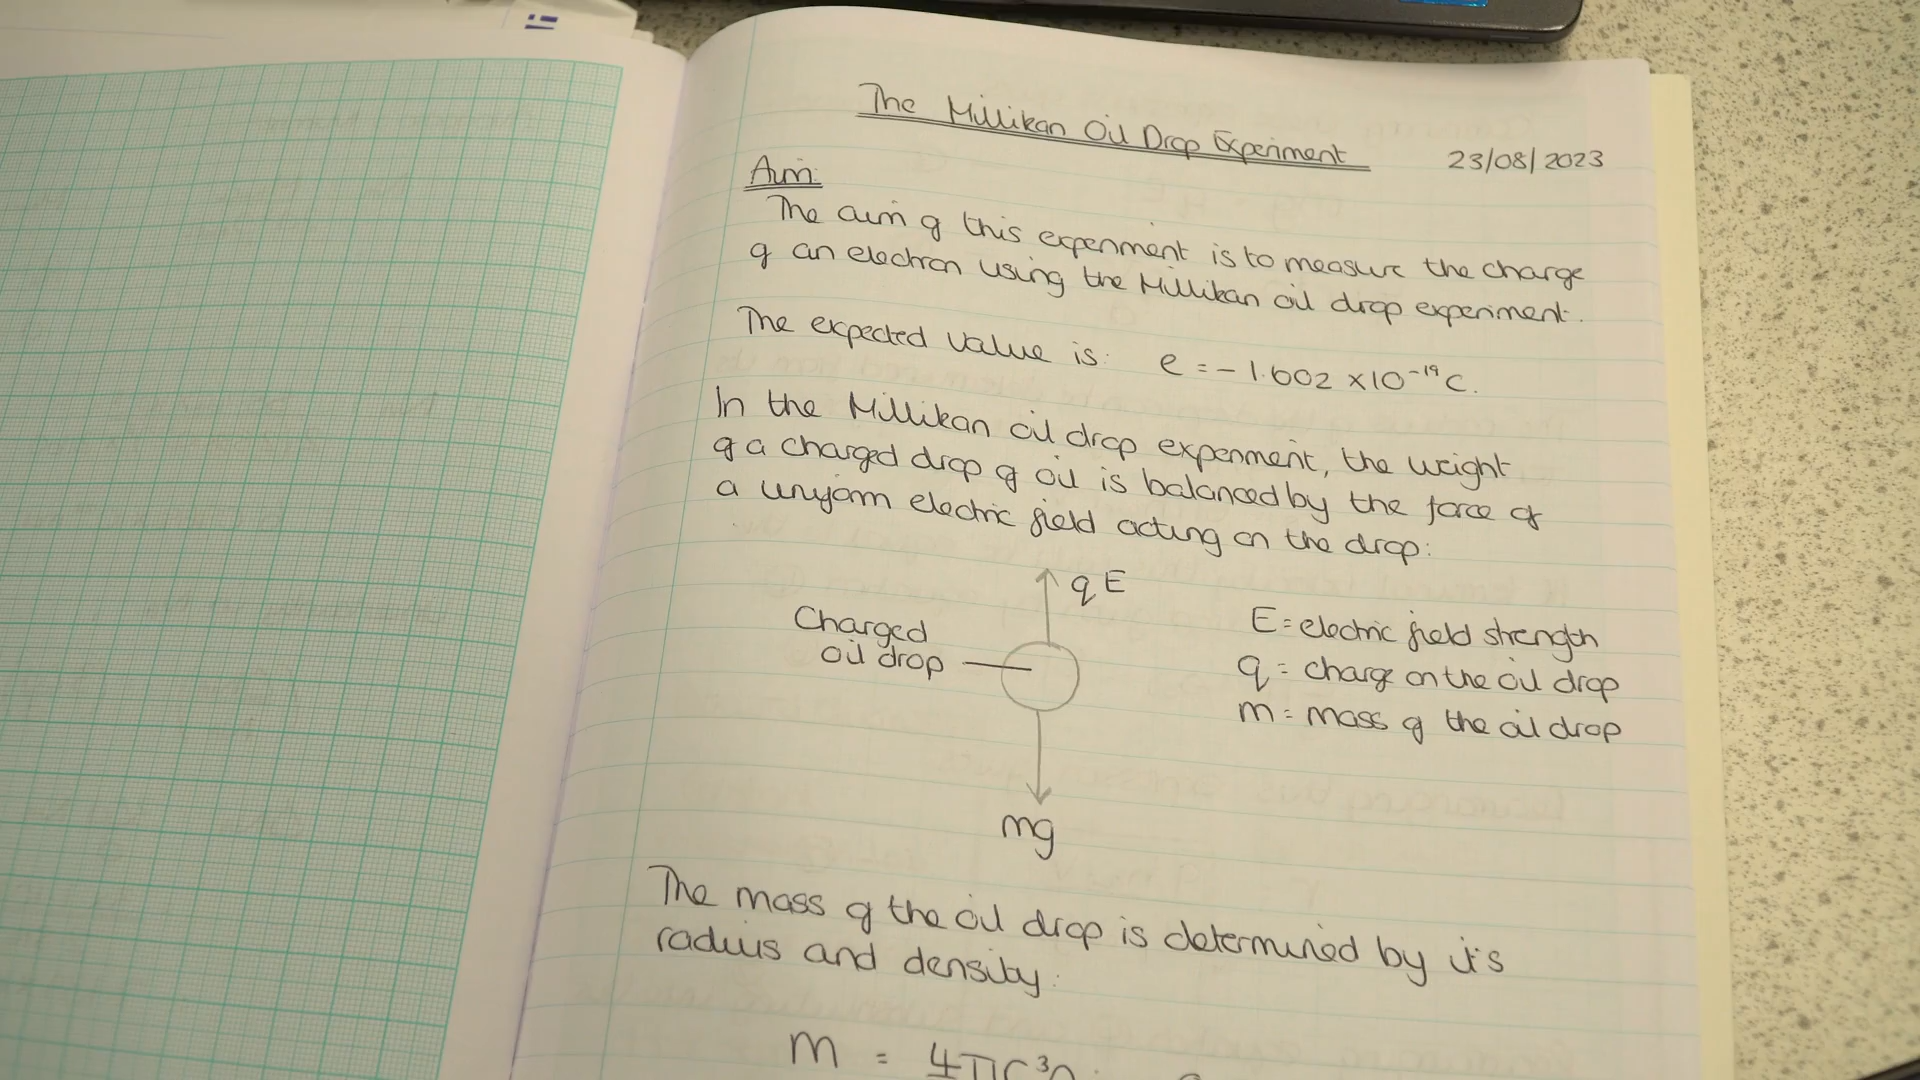 The Millikan Oil Drop Experiment
23/08/2023
Aim:
The aim of this experiment is to measure the charge
of an electron using the Millikan oil drop experiment.
The expected value is: e = -1.602 x10⁻¹⁹C.
In the Millikan oil drop experiment, the weight
of a charged drop of oil is balanced by the force of
a uniform electric field acting on the drop:
qE
Charged
oil drop
mg
E = electric field strength
q = charge on the oil drop
m = mass of the oil drop
The mass of the oil drop is determined by it's
radius and density:
m = 4πr³ρ